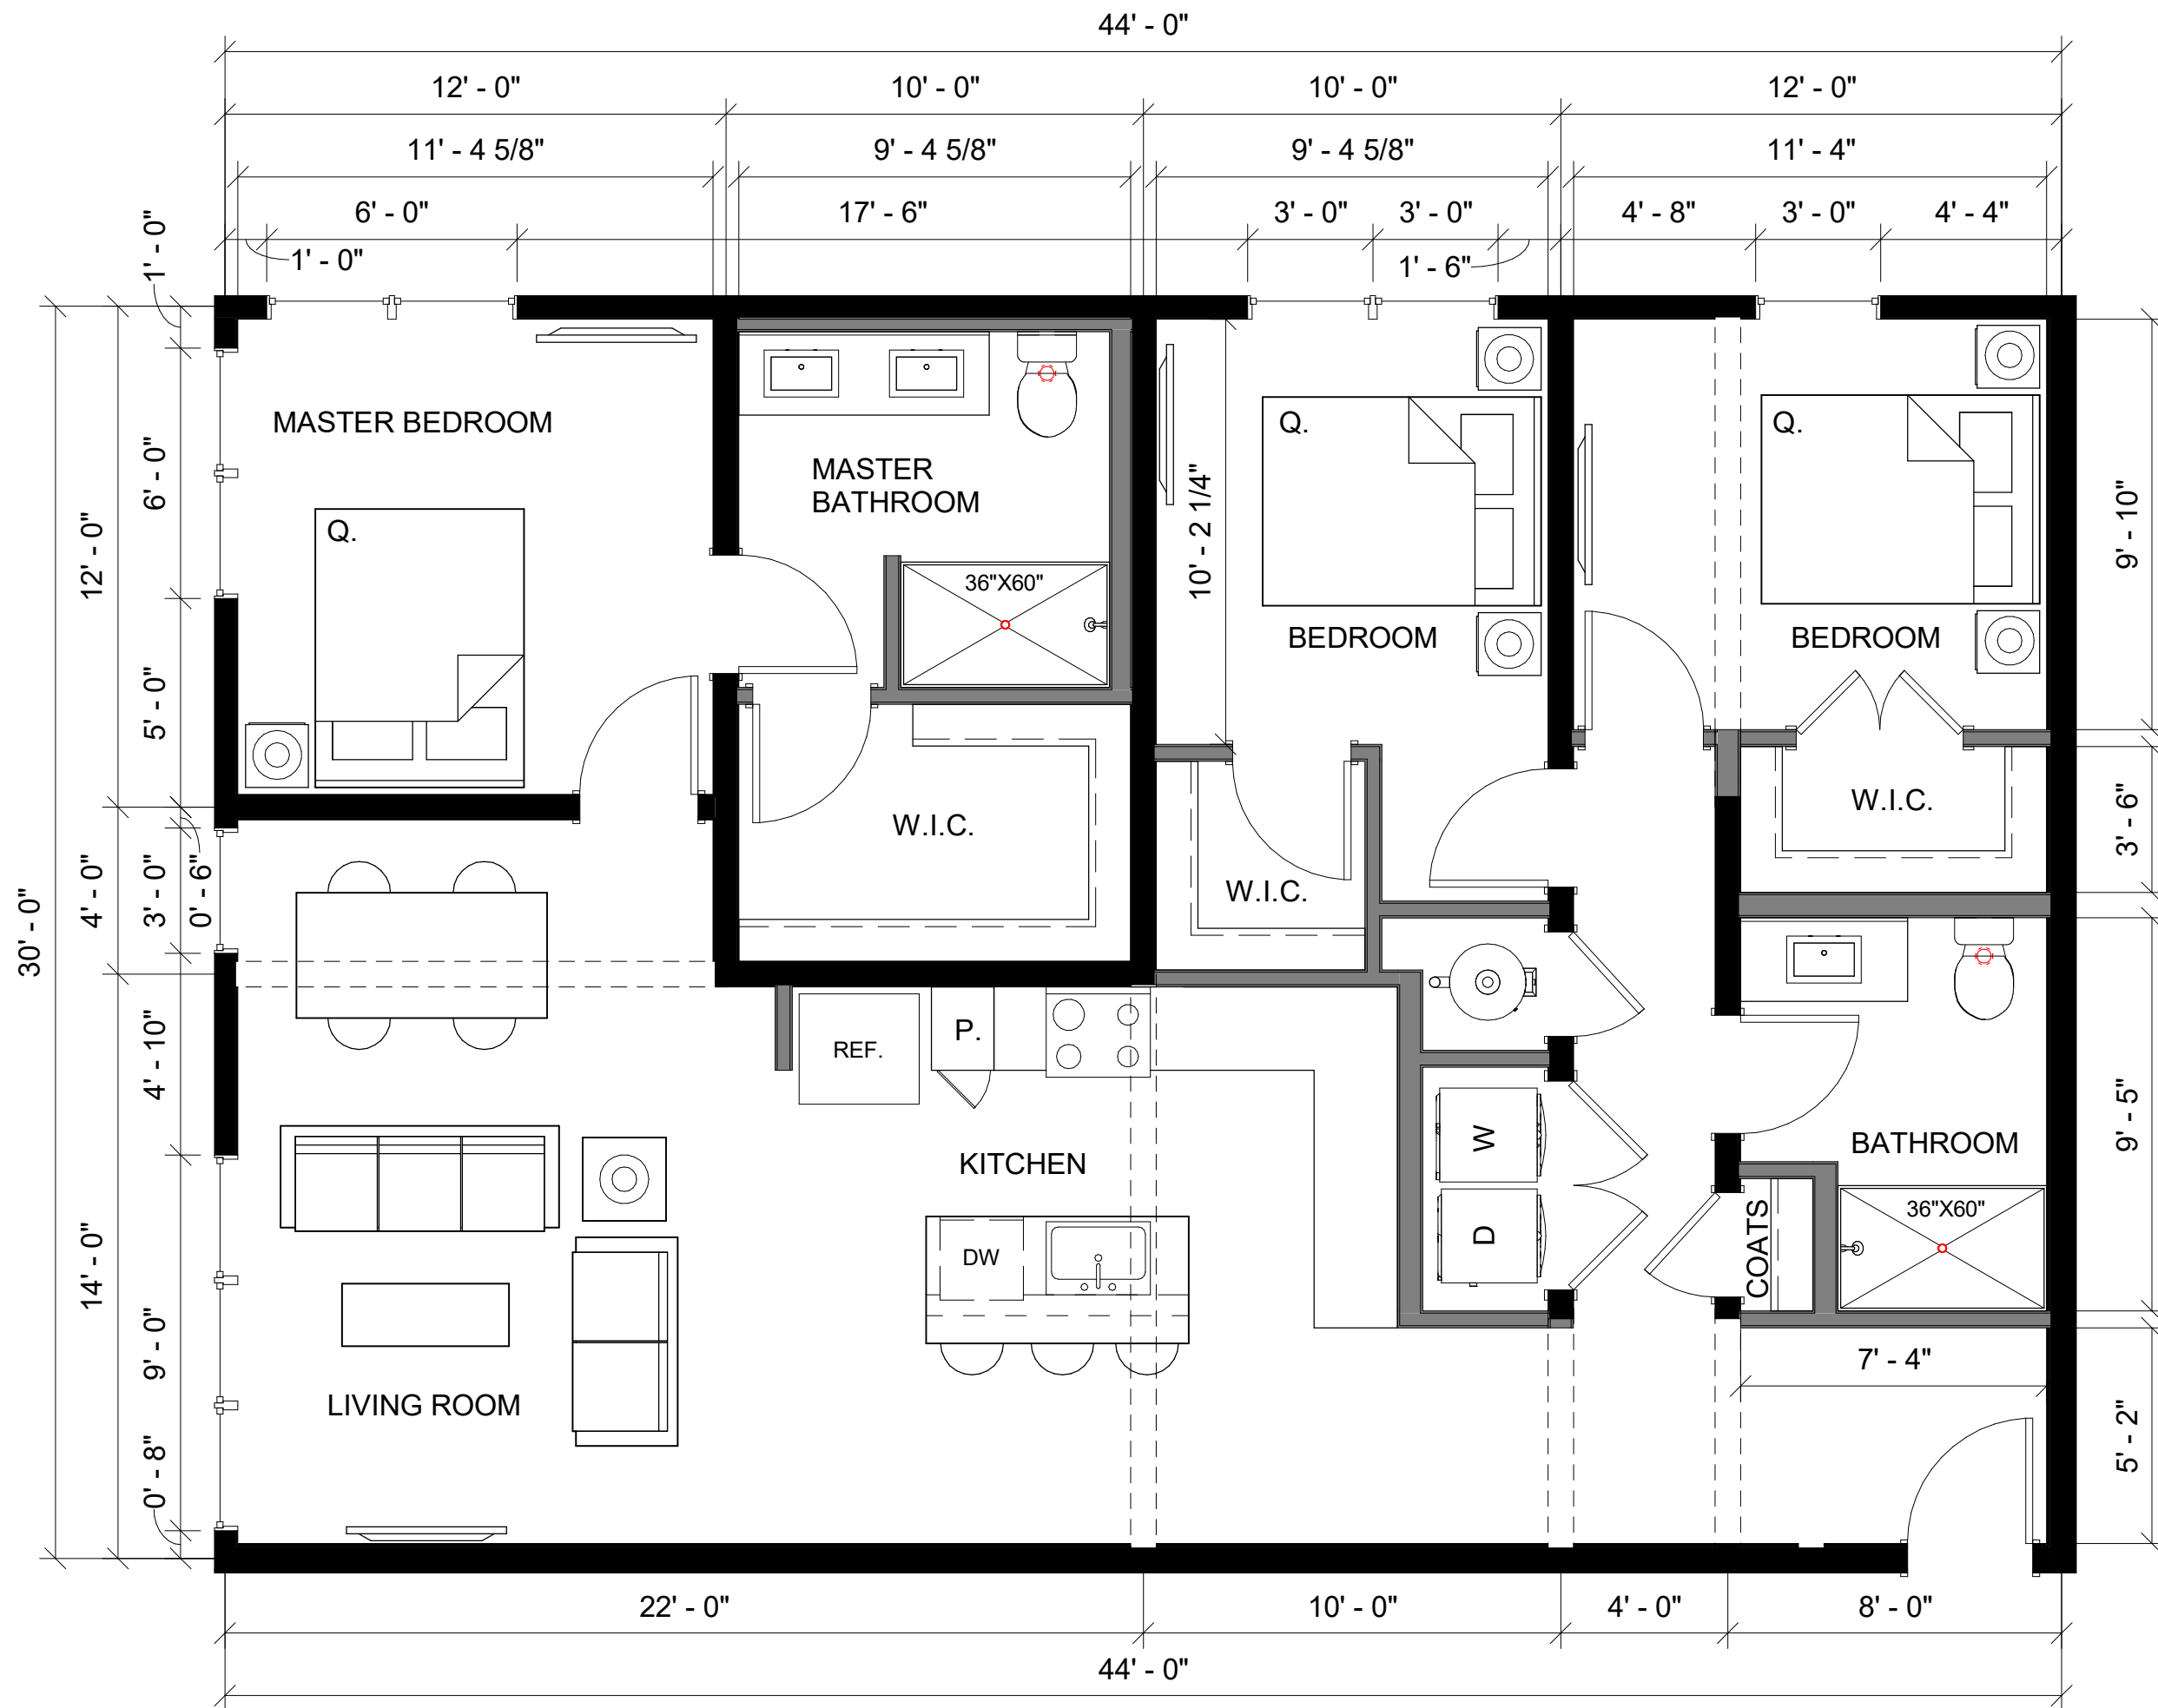 44' - 0"
12' - 0"
10' - 0"
10' - 0"
12' - 0"
11' - 4 5/8"
9' - 4 5/8"
9' - 4 5/8"
11' - 4"
6' - 0"
17' - 6"
3' - 0"
3' - 0"
4' - 8"
3' - 0"
4' - 4"
1' - 0"
1' - 6"
1' - 0"
6' - 0"
5' - 0"
12' - 0"
30' - 0"
4' - 0"
3' - 0"
0' - 6"
4' - 10"
14' - 0"
9' - 0"
0' - 8"
MASTER BEDROOM
Q.
MASTER
BATHROOM
36"X60"
W.I.C.
10' - 2 1/4"
Q.
BEDROOM
W.I.C.
Q.
BEDROOM
W.I.C.
9' - 10"
3' - 6"
9' - 5"
5' - 2"
REF.
P.
KITCHEN
DW
W
D
BATHROOM
36"X60"
COATS
7' - 4"
LIVING ROOM
22' - 0"
10' - 0"
4' - 0"
8' - 0"
44' - 0"